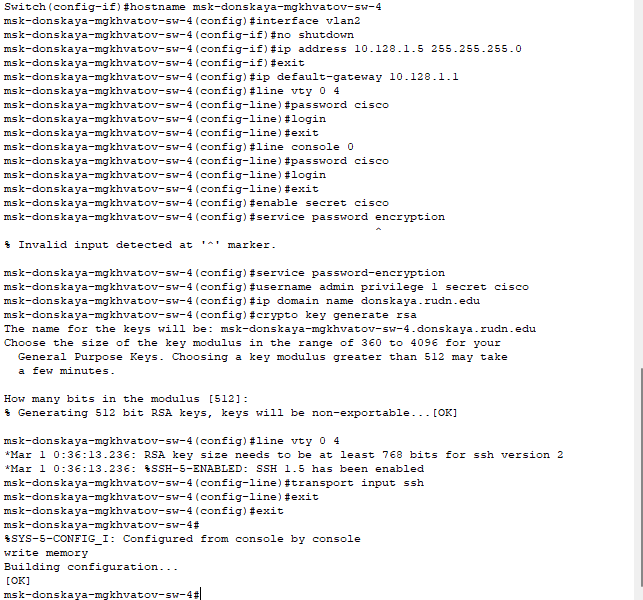 Switch(config-if)#hostname msk-donskaya-mgkhvatov-sw-4
msk-donskaya-mgkhvatov-sw-4(config)#interface vlan2
msk-donskaya-mgkhvatov-sw-4(config-if)#no shutdown
msk-donskaya-mgkhvatov-sw-4(config-if)#ip address 10.128.1.5 255.255.255.0
msk-donskaya-mgkhvatov-sw-4(config-if)#exit
msk-donskaya-mgkhvatov-sw-4(config)#ip default-gateway 10.128.1.1
msk-donskaya-mgkhvatov-sw-4(config)#line vty 0 4
msk-donskaya-mgkhvatov-sw-4(config-line)#password cisco
msk-donskaya-mgkhvatov-sw-4(config-line)#login
msk-donskaya-mgkhvatov-sw-4(config-line)#exit
msk-donskaya-mgkhvatov-sw-4(config)#line console 0
msk-donskaya-mgkhvatov-sw-4(config-line)#password cisco
msk-donskaya-mgkhvatov-sw-4(config-line)#login
msk-donskaya-mgkhvatov-sw-4(config-line)#exit
msk-donskaya-mgkhvatov-sw-4(config)#enable secret cisco
msk-donskaya-mgkhvatov-sw-4(config)#service password encryption
^
% Invalid input detected at '^' marker.
msk-donskaya-mgkhvatov-sw-4(config)#service password-encryption
msk-donskaya-mgkhvatov-sw-4(config)#username admin privilege 1 secret cisco
msk-donskaya-mgkhvatov-sw-4(config)#ip domain name donskaya.rudn.edu
msk-donskaya-mgkhvatov-sw-4(config)#crypto key generate rsa
The name for the keys will be: msk-donskaya-mgkhvatov-sw-4.donskaya.rudn.edu
Choose the size of the key modulus in the range of 360 to 4096 for your
General Purpose Keys. Choosing a key modulus greater than 512 may take
a few minutes.
How many bits in the modulus [512]:
% Generating 512 bit RSA keys, keys will be non-exportable...[OK]
msk-donskaya-mgkhvatov-sw-4(config)#line vty 0 4
*Mar 1 0:36:13.236: RSA key size needs to be at least 768 bits for ssh version 2
*Mar 1 0:36:13.236: %SSH-5-ENABLED: SSH 1.5 has been enabled
msk-donskaya-mgkhvatov-sw-4(config-line)#transport input ssh
msk-donskaya-mgkhvatov-sw-4(config-line)#exit
msk-donskaya-mgkhvatov-sw-4(config)#exit
msk-donskaya-mgkhvatov-sw-4#
%SYS-5-CONFIG_I: Configured from console by console
write memory
Building configuration...
[OK]
msk-donskaya-mgkhvatov-sw-4#